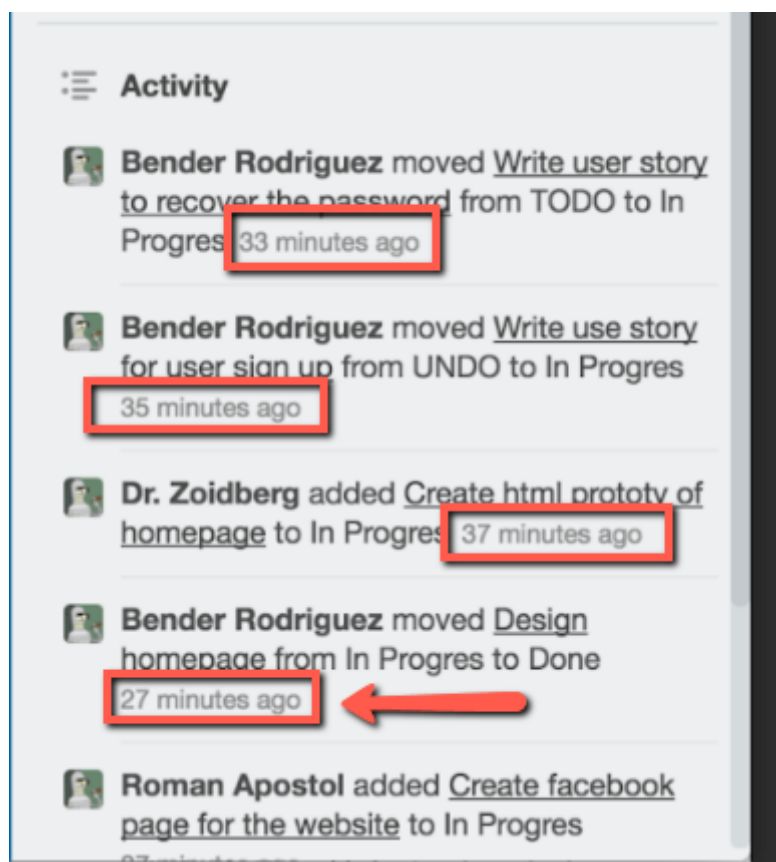 Activity
Bender Rodriguez moved Write user story
to recover the password from TODO to In
Progres 33 minutes ago
Bender Rodriguez moved Write use story
for user sign up from UNDO to In Progres
35 minutes ago
Dr. Zoidberg added Create html prototy of
homepage to In Progres 37 minutes ago
Bender Rodriguez moved Design
homepage from In Progres to Done
27 minutes ago
Roman Apostol added Create facebook
page for the website to In Progres
minutes ago